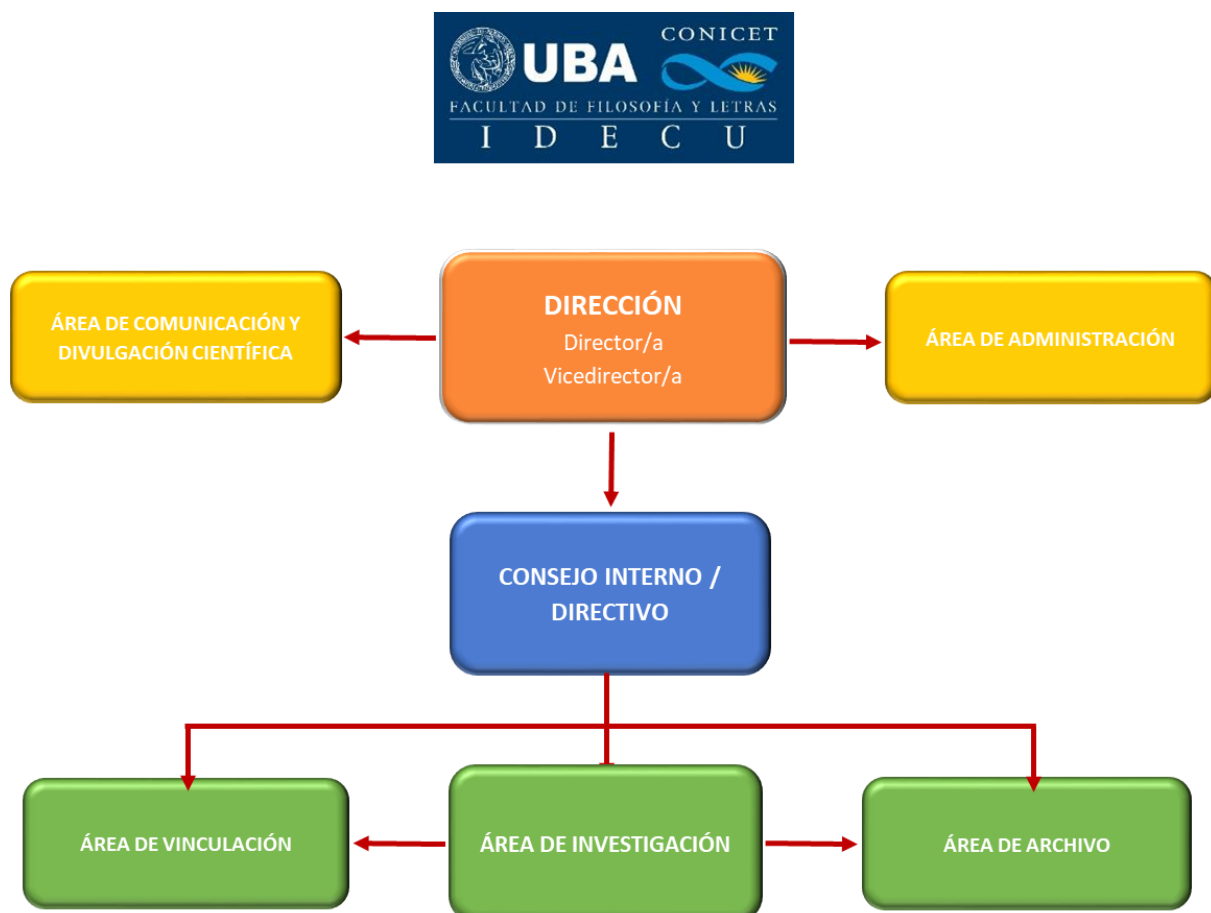 UBA
CONICET
FACULTAD DE FILOSOFÍA Y LETRAS
I D E C U
ÁREA DE COMUNICACIÓN Y
DIVULGACIÓN CIENTÍFICA
DIRECCIÓN
Director/a
Vicedirector/a
ÁREA DE ADMINISTRACIÓN
CONSEJO INTERNO /
DIRECTIVO
ÁREA DE VINCULACIÓN
ÁREA DE INVESTIGACIÓN
ÁREA DE ARCHIVO